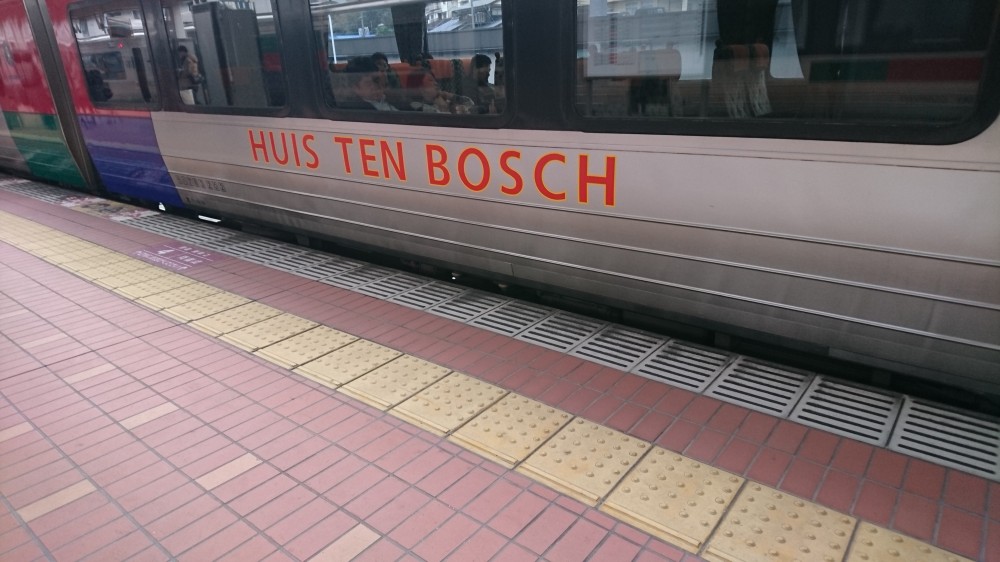 HUIS TEN BOSCH